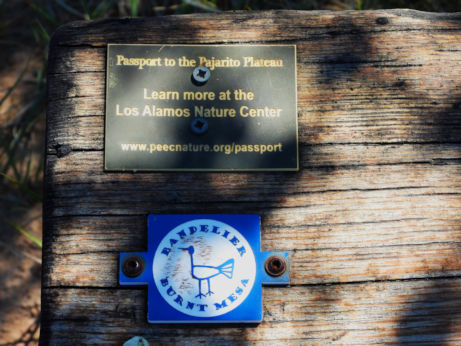 Passport to the Pajarito Plateau
Learn more at the
Los Alamos Nature Center
www.peecnature.org/passport
BANDELIER
BURNT MESA